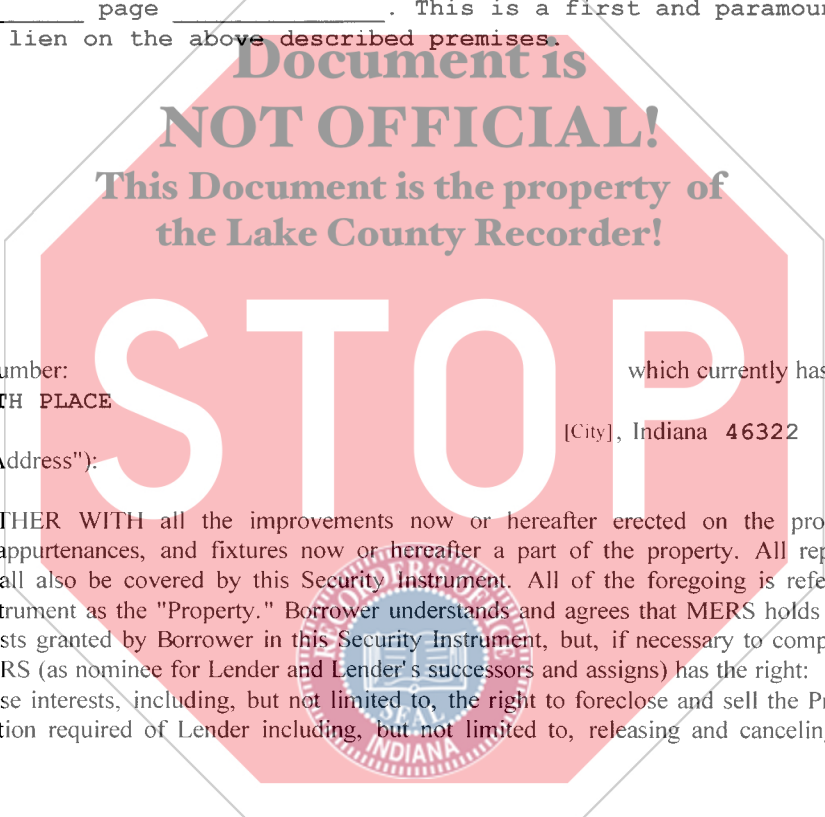 page . This is a first and paramou
lien on the above described premises.
Document is
NOT OFFICIAL!
This Document is the property of
the Lake County Recorder!
STOP
umber: which currently has
TH PLACE
[City], Indiana 46322
Address"):
THER WITH all the improvements now or hereafter erected on the pro
appurtenances, and fixtures now or hereafter a part of the property. All rep
all also be covered by this Security Instrument. All of the foregoing is refe
trument as the "Property." Borrower understands and agrees that MERS holds
sts granted by Borrower in this Security Instrument, but, if necessary to comp
RS (as nominee for Lender and Lender's successors and assigns) has the right:
se interests, including, but not limited to, the right to foreclose and sell the Pr
tion required of Lender including, but not limited to, releasing and canceling
RECORDER'S OFFICE
SEAL
INDIANA